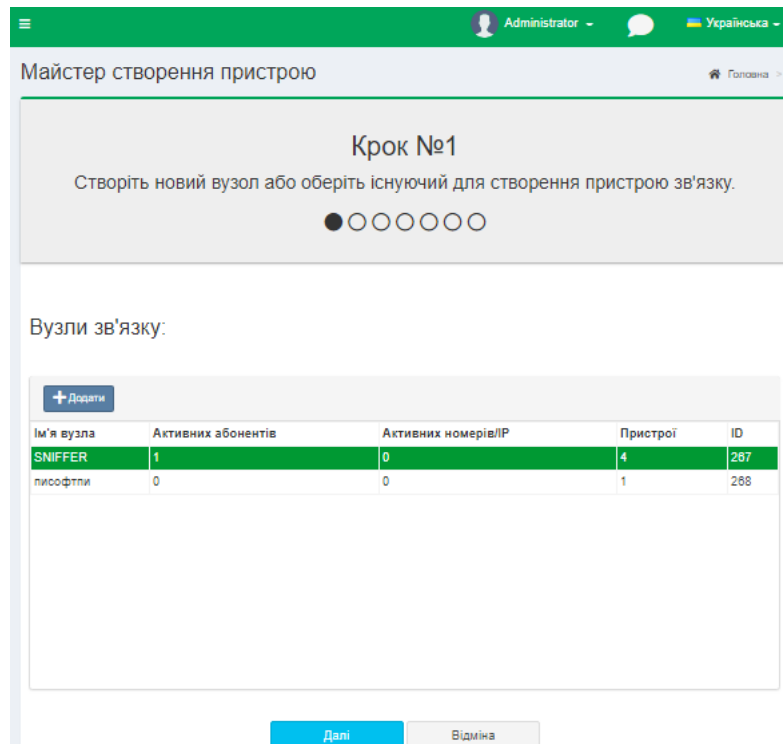 Administrator
Українська
Майстер створення пристрою
Головна >
Крок №1
Створіть новий вузол або оберіть існуючий для створення пристрою зв'язку.
Вузли зв'язку:
Додати
Ім'я вузла Активних абонентів Активних номерів/IP Пристрої ID
SNIFFER 1 0 4 267
писофтпи 0 0 1 268
Далі Відміна